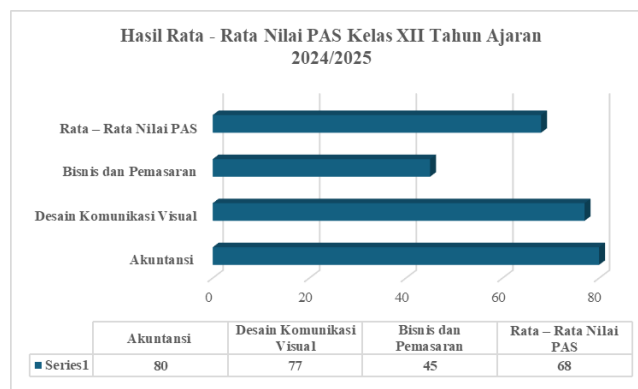 Hasil Rata - Rata Nilai PAS Kelas XII Tahun Ajaran
2024/2025
Rata – Rata Nilai PAS
Bisnis dan Pemasaran
Desain Komunikasi Visual
Akuntansi
0 20 40 60 80
Akuntansi Desain Komunikasi Visual Bisnis dan Pemasaran Rata – Rata Nilai PAS
Series1 80 77 45 68